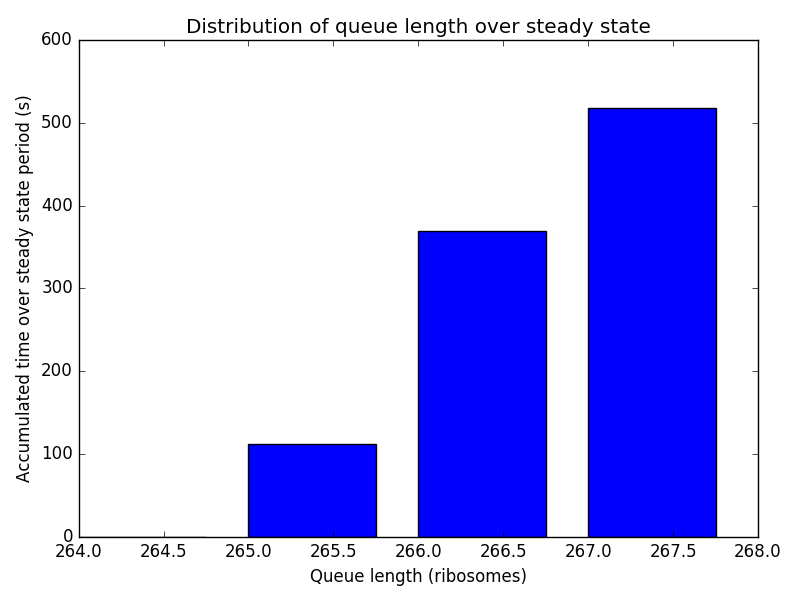 Distribution of queue length over steady state
600
500
400
300
200
100
0
Accumulated time over steady state period (s)
264.0 264.5 265.0 265.5 266.0 266.5 267.0 267.5 268.0
Queue length (ribosomes)